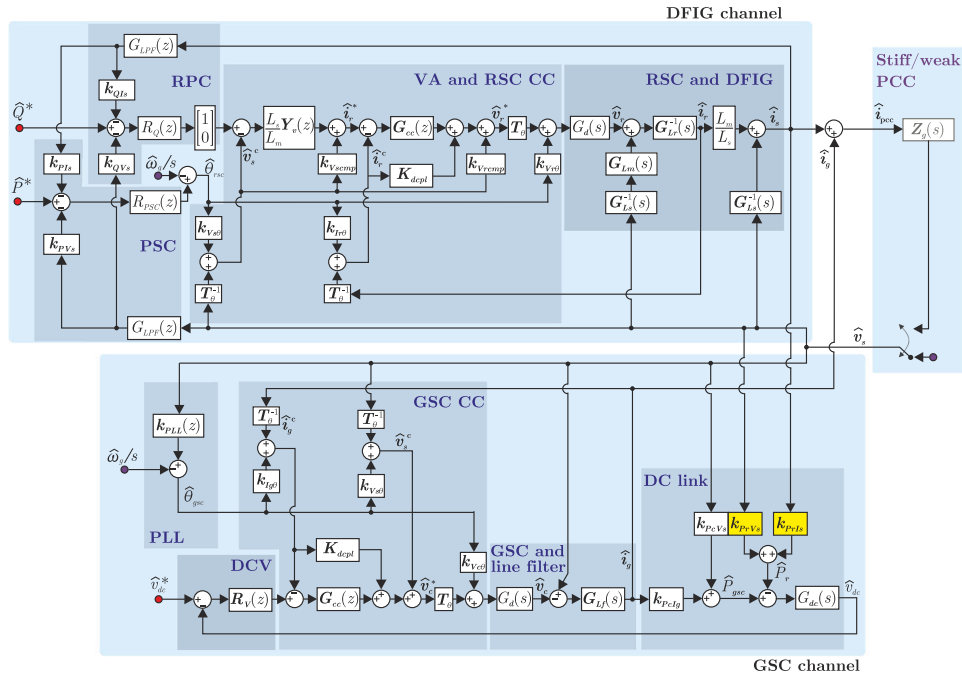 DFIG channel
G_LPF(z)
RPC
VA and RSC CC
RSC and DFIG
Stiff/weak
PCC
k_QIs
Q̂*
R_Q(z)
[1 0]
L_s/L_m Y_v(z)
î_r*
G_cc(z)
v̂_r*
T_θ
G_d(s)
v̂_r
G_Lr^-1(s)
L_m/L_s
î_s
î_pcc
Z_g(s)
v̂_s^c
î_r^c
î_g
k_PIs
k_QVs
ω̂_g/s
θ̂_rsc
k_Vscmp
K_dcpl
k_Vrcmp
k_Vrθ
G_Lm(s)
P̂*
R_PSC(z)
G_Ls^-1(s)
G_Ls^-1(s)
k_PVs
PSC
k_Vsθ
k_Irθ
T_θ^-1
T_θ^-1
î_r
G_LPF(z)
v̂_s
GSC CC
k_PLL(z)
T_θ^-1
î_g^c
T_θ^-1
v̂_s^c
ω̂_g/s
k_Igθ
k_Vsθ
θ̂_gsc
DC link
PLL
k_PcVs
k_PrVs
k_PrIs
K_dcpl
k_Vcθ
GSC and
line filter
DCV
î_g
P̂_r
v̂_dc*
R_V(z)
G_cc(z)
v̂_c*
T_θ
G_d(s)
v̂_c
G_Lf(s)
k_PcIg
P̂_gsc
G_dc(s)
v̂_dc
GSC channel